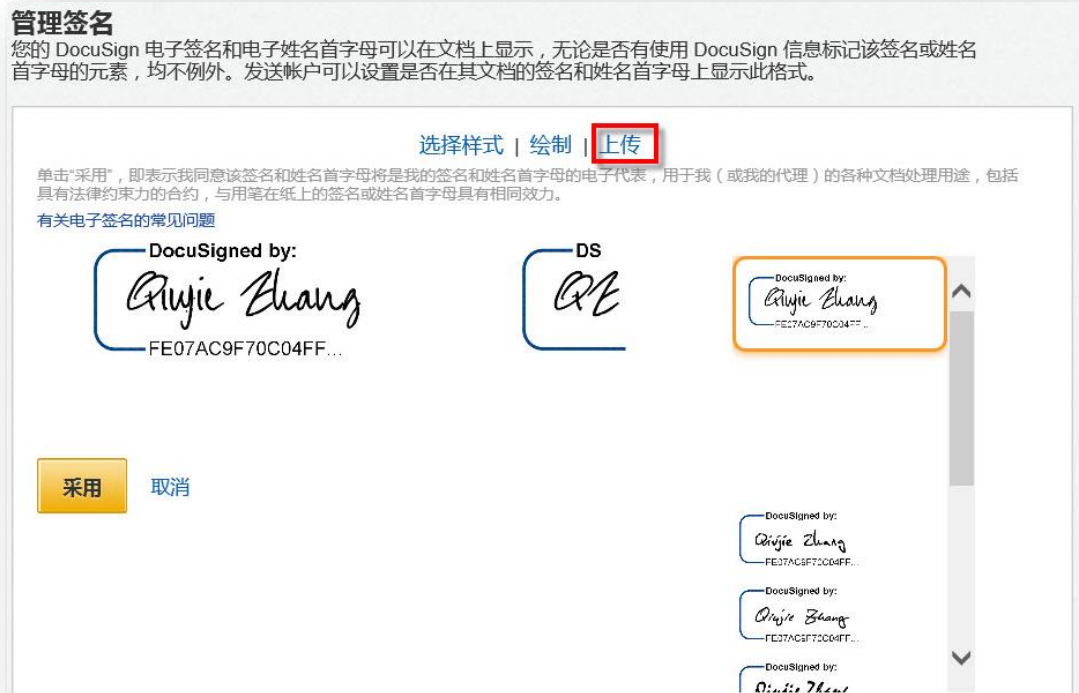 管理签名
您的 DocuSign 电子签名和电子姓名首字母可以在文档上显示，无论是否有使用 DocuSign 信息标记该签名或姓名
首字母的元素，均不例外。发送帐户可以设置是否在其文档的签名和姓名首字母上显示此格式。
选择样式 | 绘制 | 上传
单击“采用”，即表示我同意该签名和姓名首字母将是我的签名和姓名首字母的电子代表，用于我（或我的代理）的各种文档处理用途，包括
具有法律约束力的合约，与用笔在纸上的签名或姓名首字母具有相同效力。
有关电子签名的常见问题
DocuSigned by:
Qiujie Zhang
FE07AC9F70C04FF...
DS
QZ
DocuSigned by:
Qiujie Zhang
FE07AC9F70C04FF...
采用 取消
DocuSigned by:
Qiujie Zhang
FE07AC9F70C04FF...
DocuSigned by:
Qiujie Zhang
FE07AC9F70C04FF...
DocuSigned by:
Qiujie Zhang